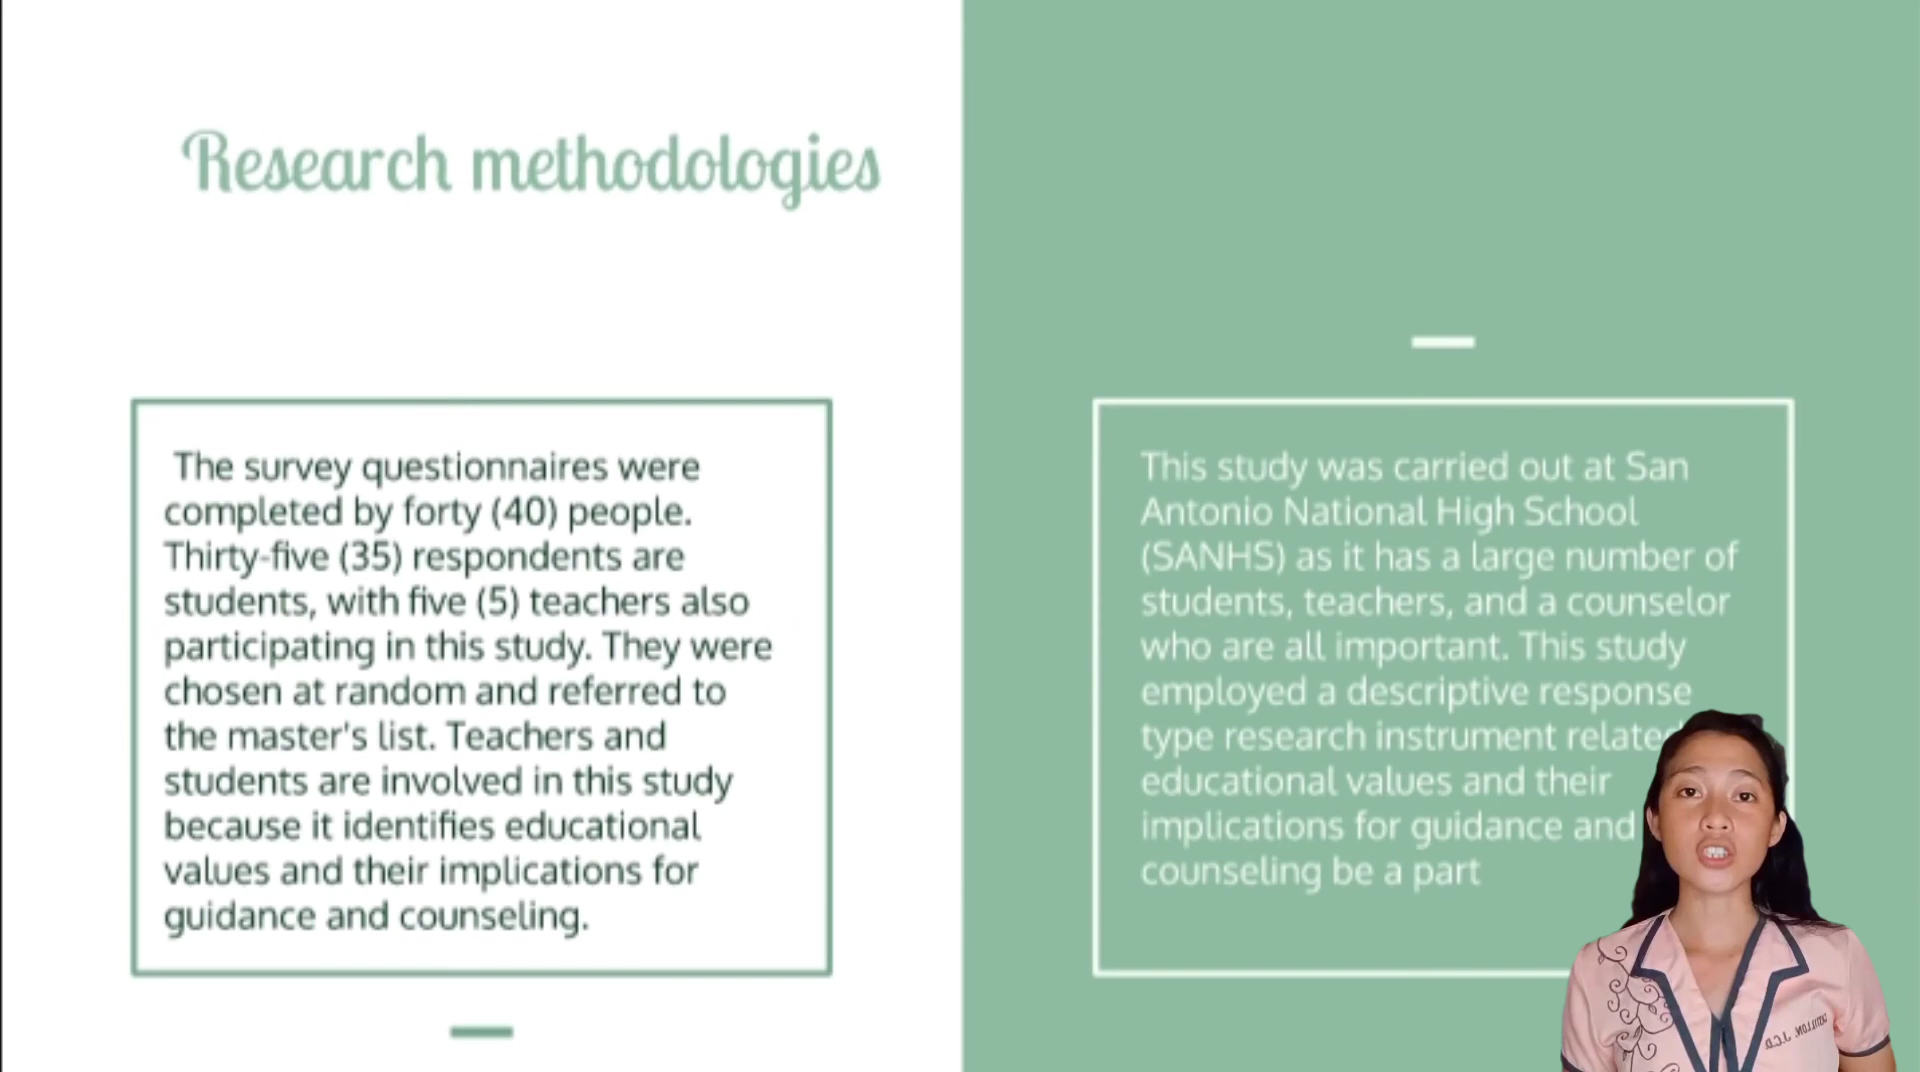 Research methodologies
The survey questionnaires were
completed by forty (40) people.
Thirty-five (35) respondents are
students, with five (5) teachers also
participating in this study. They were
chosen at random and referred to
the master's list. Teachers and
students are involved in this study
because it identifies educational
values and their implications for
guidance and counseling.
This study was carried out at San
Antonio National High School
(SANHS) as it has a large number of
students, teachers, and a counselor
who are all important. This study
employed a descriptive response
type research instrument related
educational values and their
implications for guidance and
counseling be a part